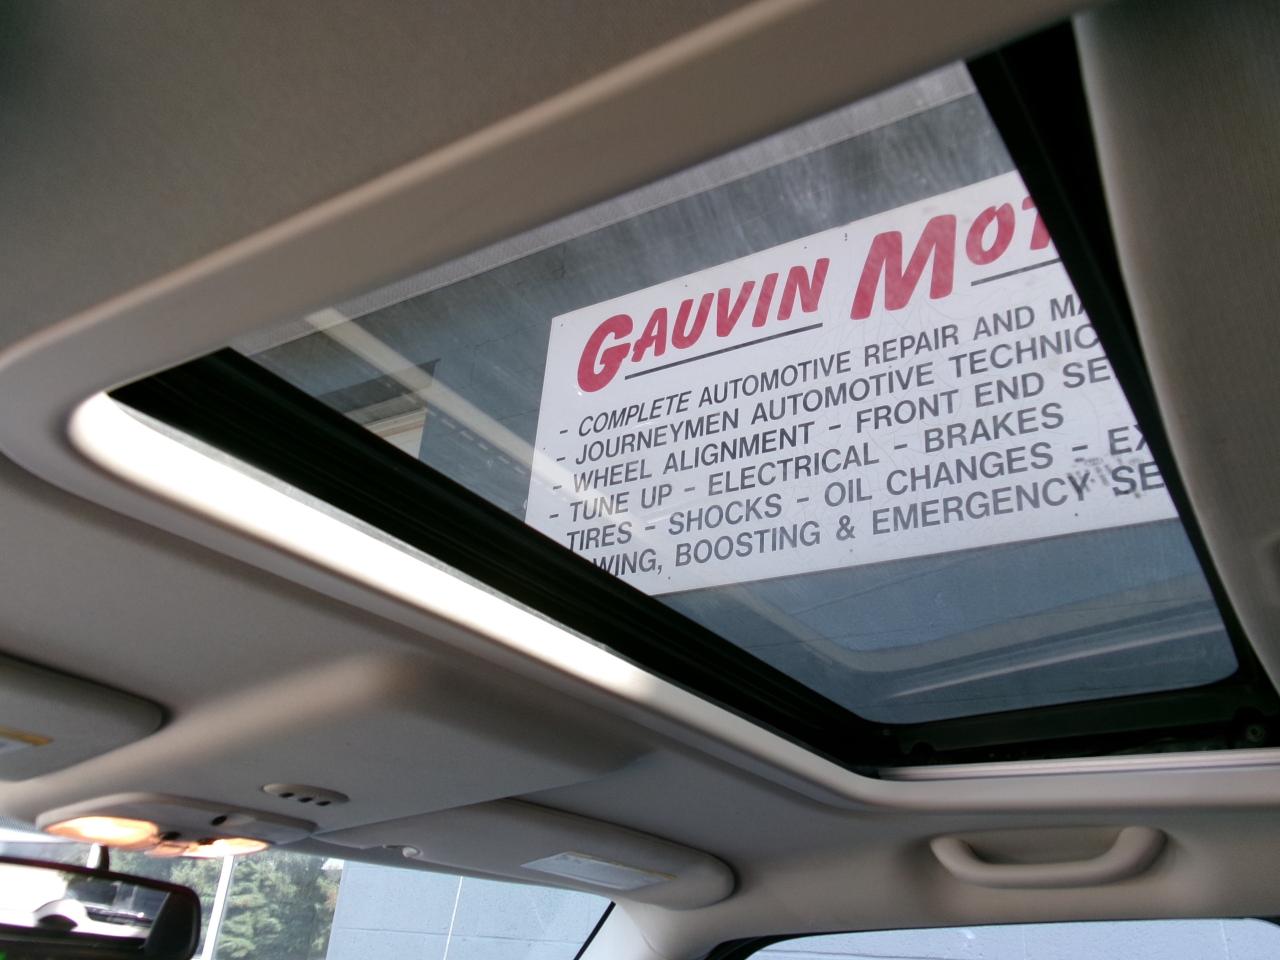 GAUVIN MOT
- COMPLETE AUTOMOTIVE REPAIR AND MA
- JOURNEYMEN AUTOMOTIVE TECHNIC
- WHEEL ALIGNMENT - FRONT END SE
- TUNE UP - ELECTRICAL - BRAKES
TIRES - SHOCKS - OIL CHANGES - EX
WING, BOOSTING & EMERGENCY SE